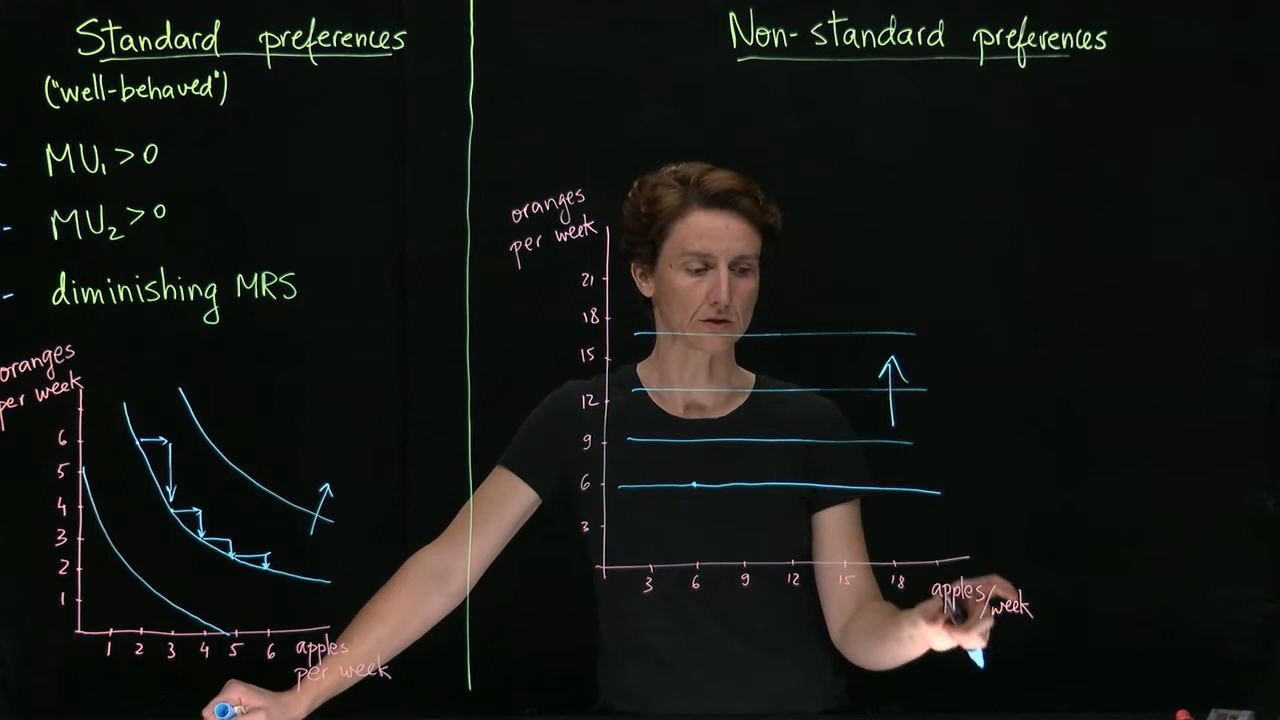 Standard preferences
("well-behaved")
- MU₁ > 0
- MU₂ > 0
- diminishing MRS
oranges
per week
6
5
4
3
2
1
1 2 3 4 5 6 apples
per week
Non-standard preferences
oranges
per week
21
18
15
12
9
6
3
3 6 9 12 15 18 apples/week